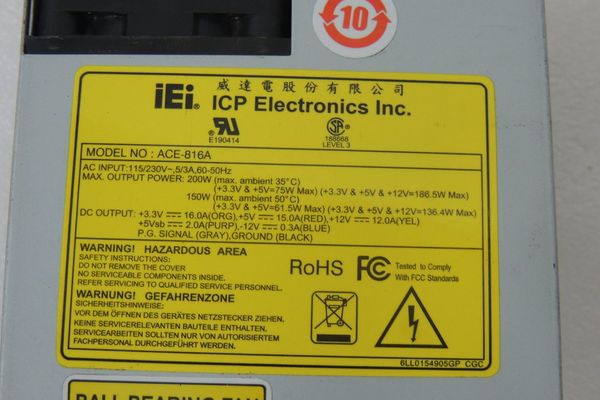 10
威達電股份有限公司
iEi® ICP Electronics Inc.
E190414
188668
LEVEL 3
MODEL NO : ACE-816A
AC INPUT:115/230V~,5/3A,60-50Hz
MAX. OUTPUT POWER: 200W (max. ambient 35°C)
(+3.3V & +5V=75W Max) (+3.3V & +5V & +12V=186.5W Max)
150W (max. ambient 50°C)
(+3.3V & +5V=61.5W Max) (+3.3V & +5V & +12V=136.4W Max)
DC OUTPUT: +3.3V ⎓ 16.0A(ORG),+5V ⎓ 15.0A(RED),+12V ⎓ 12.0A(YEL)
+5Vsb ⎓ 2.0A(PURP),-12V ⎓ 0.3A(BLUE)
P.G. SIGNAL (GRAY),GROUND (BLACK)
WARNING! HAZARDOUS AREA
SAFETY INSTRUCTIONS:
DO NOT REMOVE THE COVER
NO SERVICEABLE COMPONENTS INSIDE.
REFER SERVICING TO QUALIFIED SERVICE PERSONNEL.
RoHS FC Tested to Comply
With FCC Standards
WARNUNG! GEFAHRENZONE
SICHERHEITSHINWEISE:
VOR DEM ÖFFNEN DES GERÄTES NETZSTECKER ZIEHEN.
KEINE SERVICERELEVANTEN BAUTEILE ENTHALTEN.
SERVICEARBEITEN SOLLTEN NUR VON AUTORISIERTEM
FACHPERSONAL DURCHGEFÜHRT WERDEN.
6LL0154905GP CGC
BALL BEARING FAN